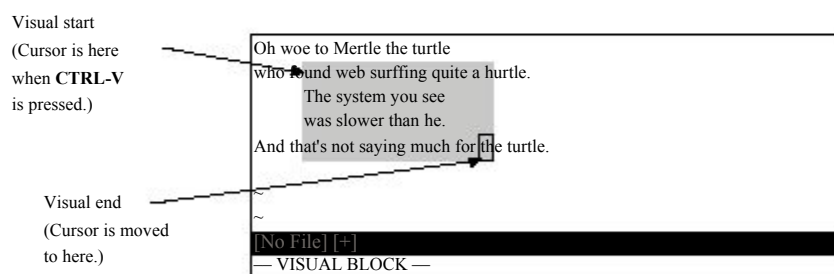 Visual start
(Cursor is here
when CTRL-V
is pressed.)
Oh woe to Mertle the turtle
who found web surffing quite a hurtle.
The system you see
was slower than he.
And that's not saying much for the turtle.
~
~
[No File] [+]
— VISUAL BLOCK —
Visual end
(Cursor is moved
to here.)